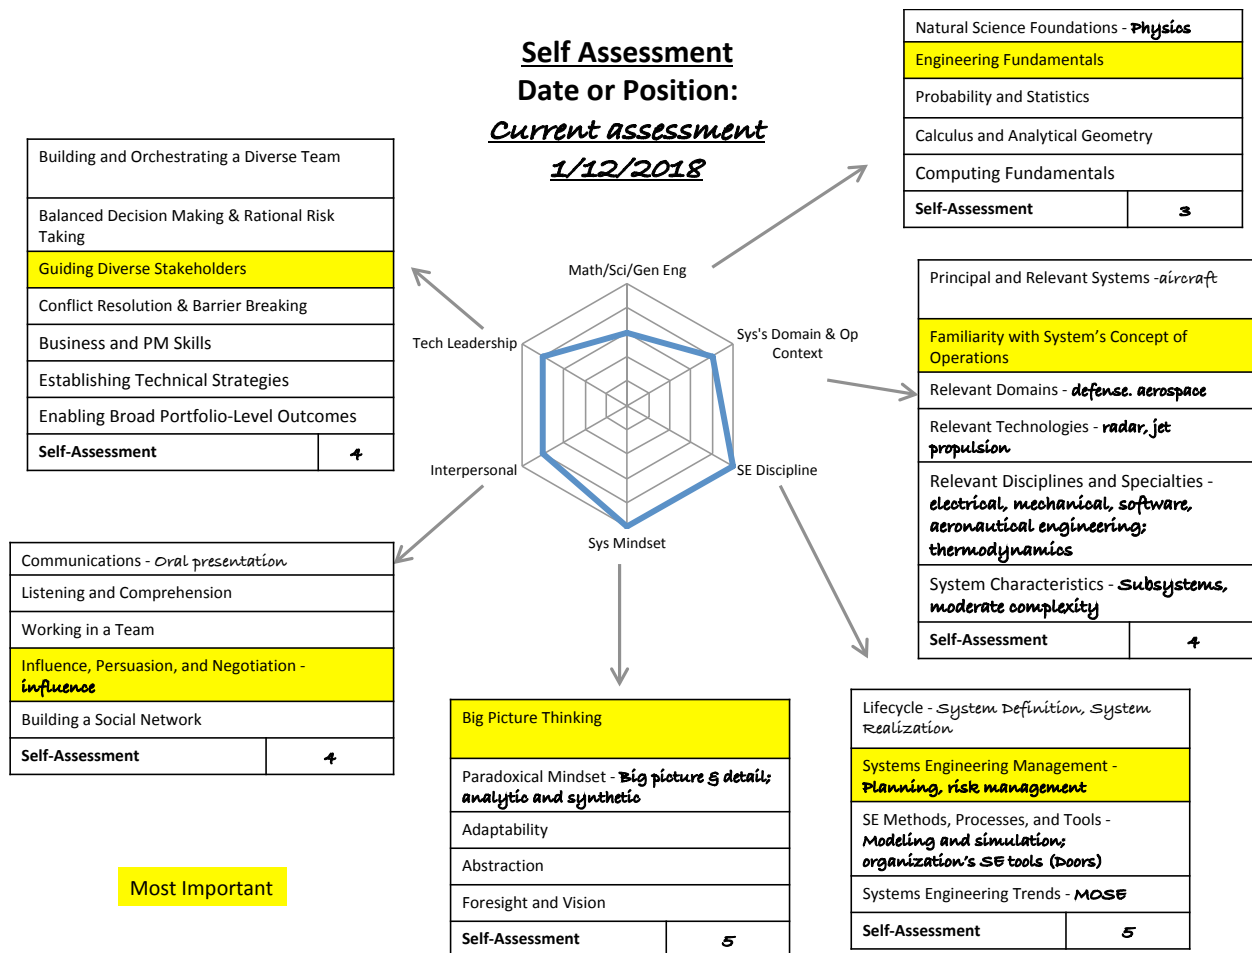 Self Assessment
Date or Position:
Current assessment
1/12/2018
Natural Science Foundations - Physics
Engineering Fundamentals
Probability and Statistics
Calculus and Analytical Geometry
Computing Fundamentals
Self-Assessment 3
Building and Orchestrating a Diverse Team
Balanced Decision Making & Rational Risk
Taking
Guiding Diverse Stakeholders
Conflict Resolution & Barrier Breaking
Business and PM Skills
Establishing Technical Strategies
Enabling Broad Portfolio-Level Outcomes
Self-Assessment 4
Math/Sci/Gen Eng
Sys's Domain & Op
Context
SE Discipline
Sys Mindset
Interpersonal
Tech Leadership
Principal and Relevant Systems -aircraft
Familiarity with System’s Concept of
Operations
Relevant Domains - defense. aerospace
Relevant Technologies - radar, jet
propulsion
Relevant Disciplines and Specialties -
electrical, mechanical, software,
aeronautical engineering;
thermodynamics
System Characteristics - Subsystems,
moderate complexity
Self-Assessment 4
Communications - Oral presentation
Listening and Comprehension
Working in a Team
Influence, Persuasion, and Negotiation -
influence
Building a Social Network
Self-Assessment 4
Big Picture Thinking
Paradoxical Mindset - Big picture & detail;
analytic and synthetic
Adaptability
Abstraction
Foresight and Vision
Self-Assessment 5
Lifecycle - System Definition, System
Realization
Systems Engineering Management -
Planning, risk management
SE Methods, Processes, and Tools -
Modeling and simulation;
organization's SE tools (Doors)
Systems Engineering Trends - MOSE
Self-Assessment 5
Most Important